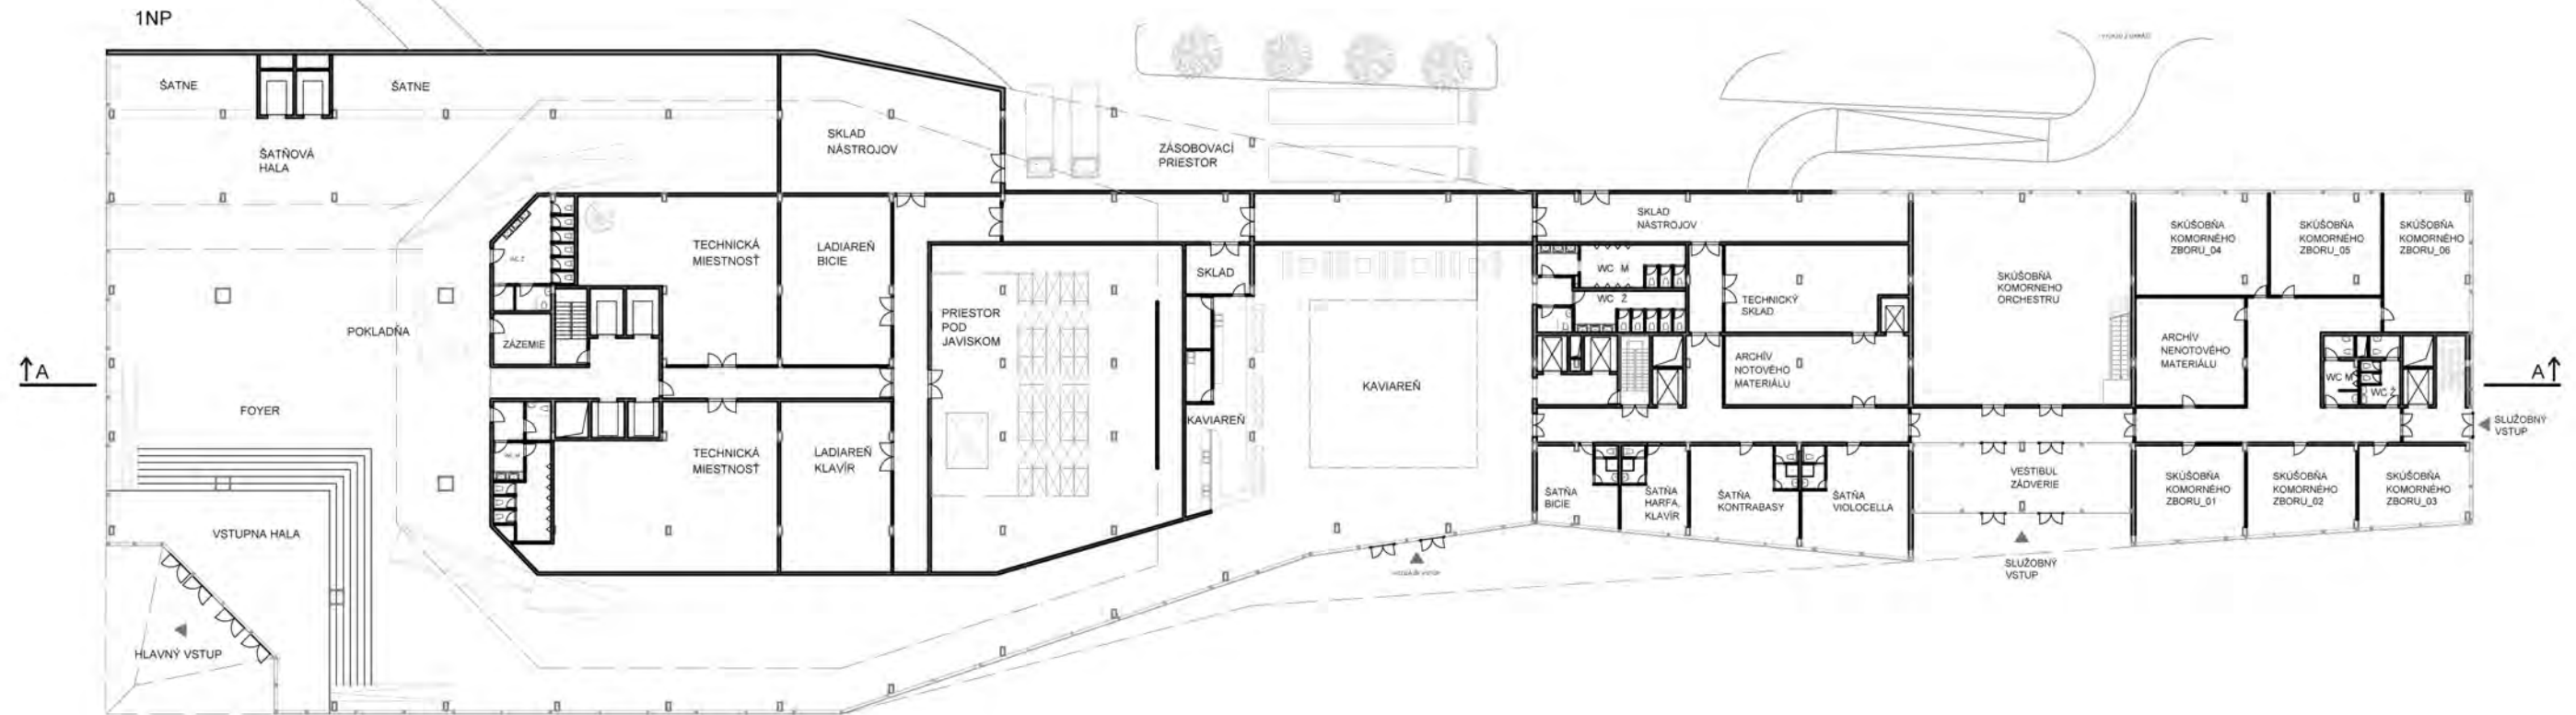 1NP
ŠATNE
ŠATNE
ŠATŇOVÁ
HALA
SKLAD
NÁSTROJOV
ZÁSOBOVACÍ
PRIESTOR
TECHNICKÁ
MIESTNOSŤ
LADIAREŇ
BICIE
WC Ž
ZÁZEMIE
POKLADŇA
FOYER
PRIESTOR
POD
JAVISKOM
SKLAD
KAVIAREŇ
KAVIAREŇ
TECHNICKÁ
MIESTNOSŤ
LADIAREŇ
KLAVÍR
WC M
VSTUPNA HALA
HLAVNÝ VSTUP
SKLAD
NÁSTROJOV
WC M
WC Ž
TECHNICKÝ
SKLAD
ARCHÍV
NOTOVÉHO
MATERIÁLU
SKÚŠOBŇA
KOMORNEHO
ORCHESTRU
SKÚŠOBŇA
KOMORNÉHO
ZBORU_04
SKÚŠOBŇA
KOMORNÉHO
ZBORU_05
SKÚŠOBŇA
KOMORNÉHO
ZBORU_06
ARCHÍV
NENOTOVÉHO
MATERIÁLU
WC M
WC Ž
SLUŽOBNÝ
VSTUP
ŠATŇA
BICIE
ŠATŇA
HARFA,
KLAVÍR
ŠATŇA
KONTRABASY
ŠATŇA
VIOLOCELLA
VESTIBUL
ZÁDVERIE
SLUŽOBNÝ
VSTUP
SKÚŠOBŇA
KOMORNÉHO
ZBORU_01
SKÚŠOBŇA
KOMORNÉHO
ZBORU_02
SKÚŠOBŇA
KOMORNÉHO
ZBORU_03
A
A